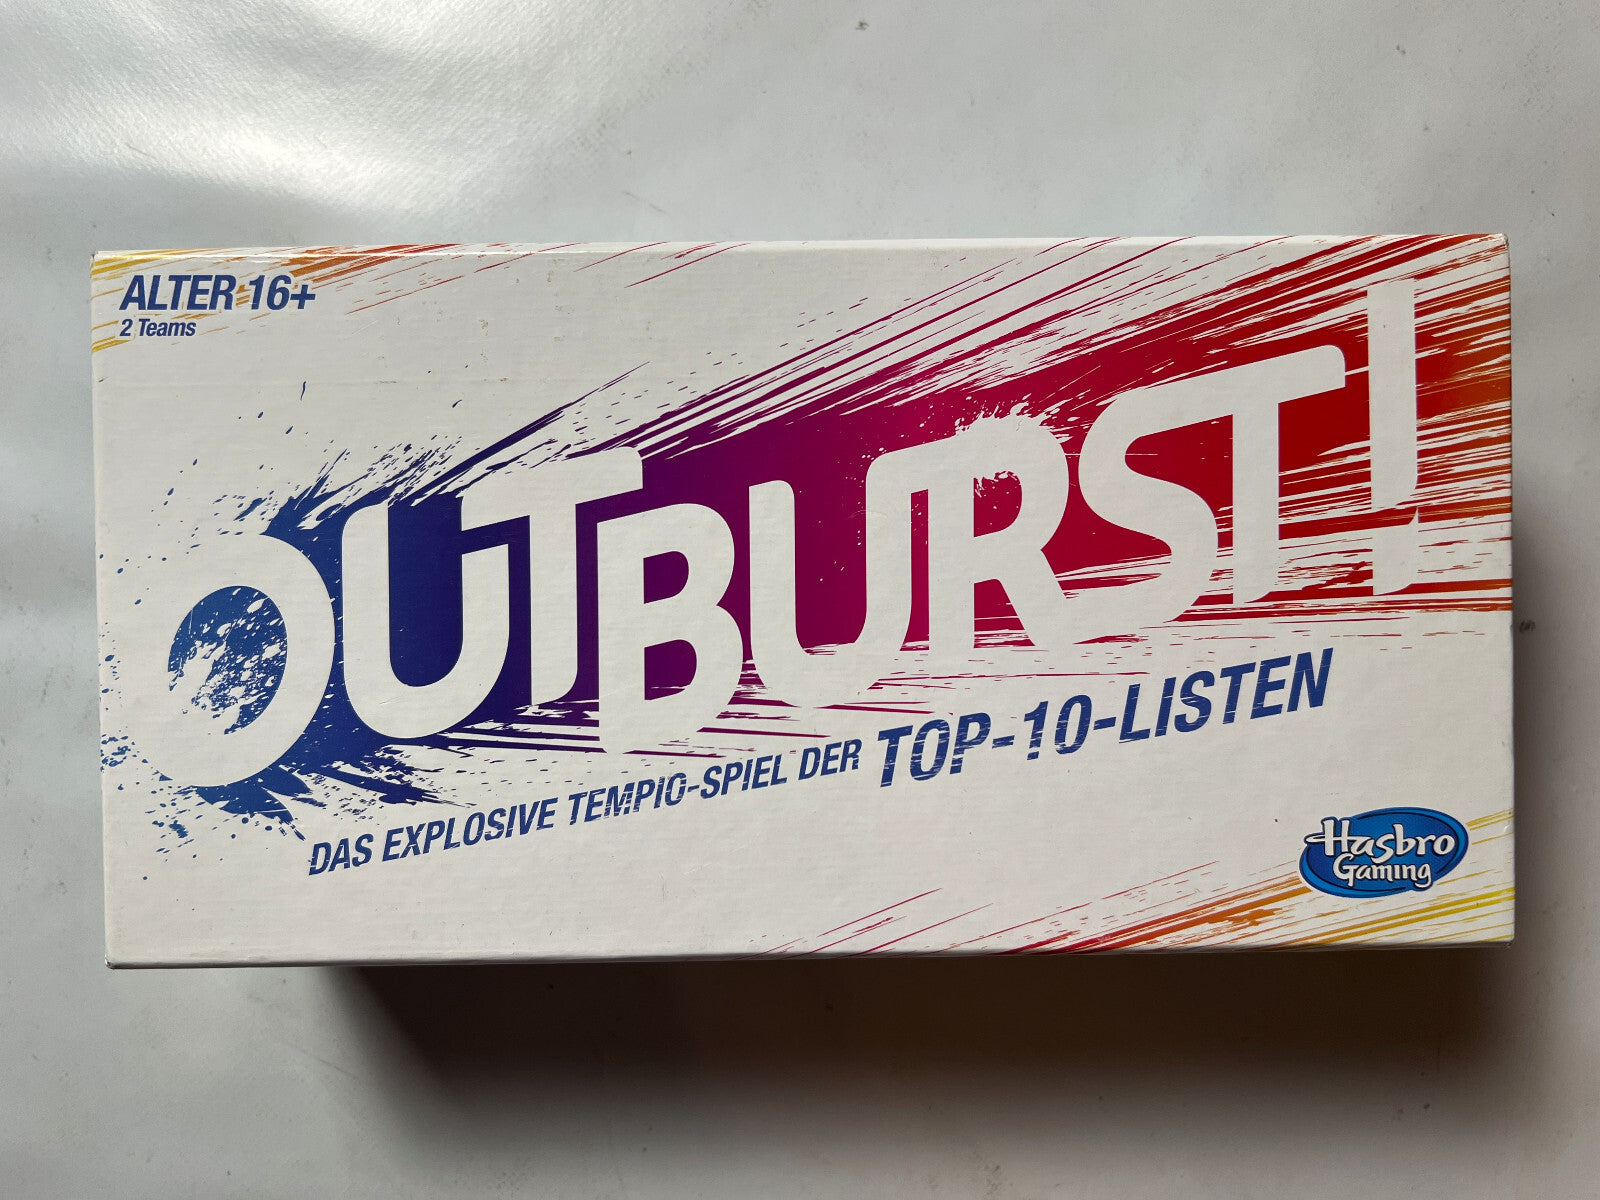 ALTER 16+
2 Teams
OUTBURST!
DAS EXPLOSIVE TEMPIO-SPIEL DER TOP-10-LISTEN
Hasbro
Gaming